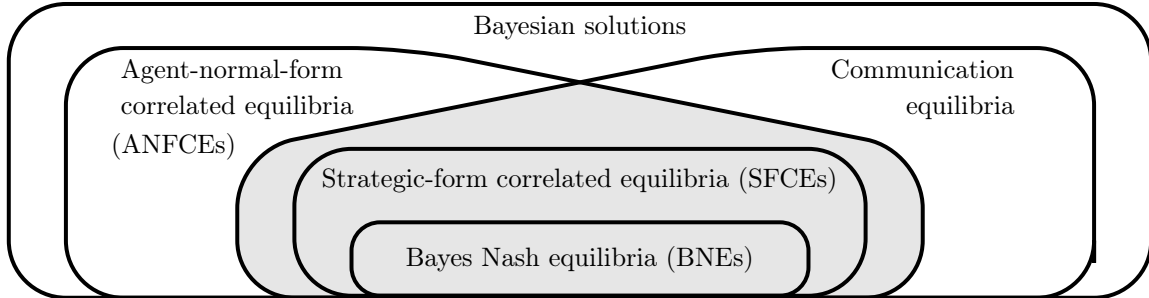 Bayesian solutions
Agent-normal-form
correlated equilibria
(ANFCEs)
Communication
equilibria
Strategic-form correlated equilibria (SFCEs)
Bayes Nash equilibria (BNEs)